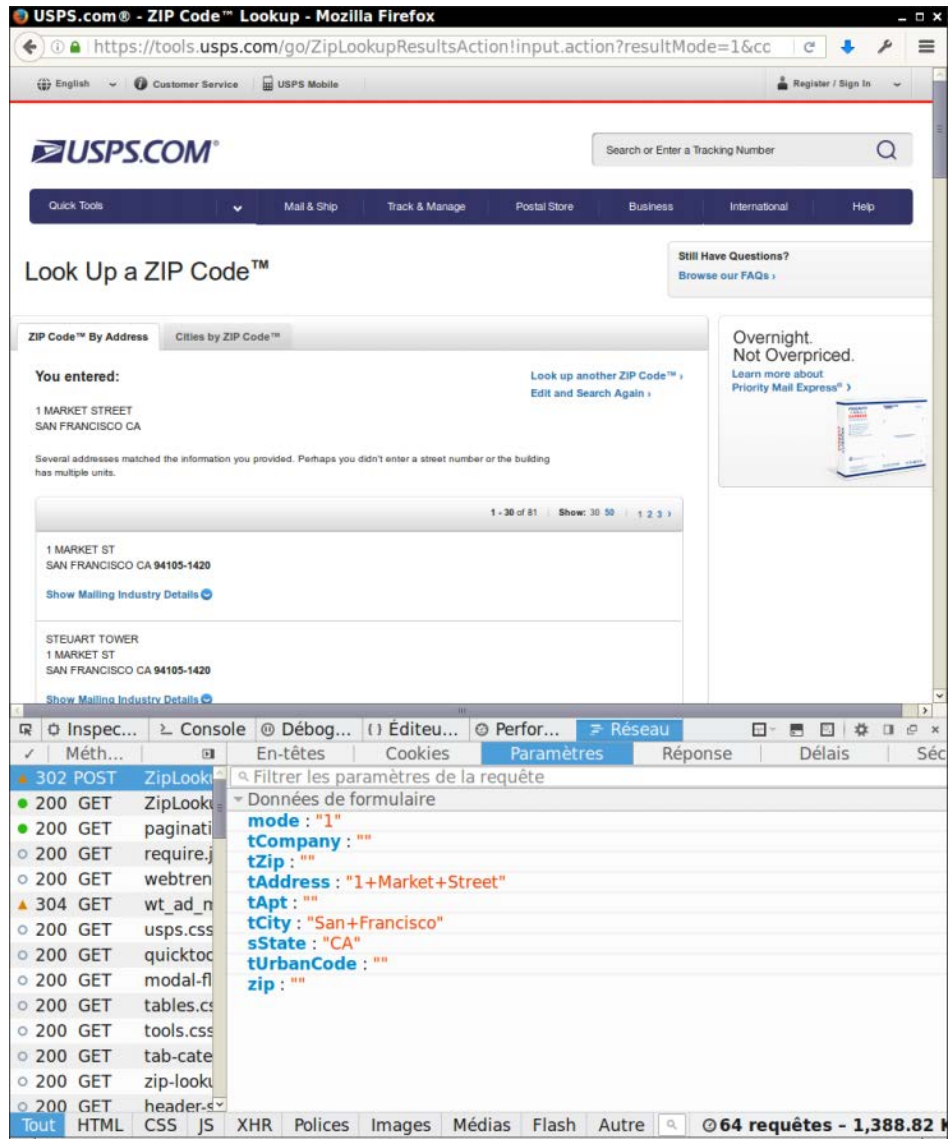 USPS.com® - ZIP Code™ Lookup - Mozilla Firefox
https://tools.usps.com/go/ZipLookupResultsAction!input.action?resultMode=1&cc
English Customer Service USPS Mobile Register / Sign In
USPS.COM®
Search or Enter a Tracking Number
Quick Tools Mail & Ship Track & Manage Postal Store Business International Help
Look Up a ZIP Code™
Still Have Questions?
Browse our FAQs ›
ZIP Code™ By Address Cities by ZIP Code™
You entered:
Look up another ZIP Code™ ›
Edit and Search Again ›
1 MARKET STREET
SAN FRANCISCO CA
Several addresses matched the information you provided. Perhaps you didn't enter a street number or the building
has multiple units.
Overnight.
Not Overpriced.
Learn more about
Priority Mail Express® ›
1 - 30 of 81 Show: 30 50 1 2 3 ›
1 MARKET ST
SAN FRANCISCO CA 94105-1420
Show Mailing Industry Details
STEUART TOWER
1 MARKET ST
SAN FRANCISCO CA 94105-1420
Show Mailing Industry Details
Inspec... Console Débog... {} Éditeu... Perfor... Réseau
✓ Méth... En-têtes Cookies Paramètres Réponse Délais Séc
302 POST ZipLook
Filtrer les paramètres de la requête
200 GET ZipLook
Données de formulaire
200 GET paginati
mode : "1"
tCompany : ""
200 GET require.j
tZip : ""
200 GET webtren
tAddress : "1+Market+Street"
304 GET wt_ad_m
tApt : ""
200 GET usps.css
tCity : "San+Francisco"
200 GET quicktoo
sState : "CA"
tUrbanCode : ""
200 GET modal-fl
zip : ""
200 GET tables.cs
200 GET tools.css
200 GET tab-cate
200 GET zip-looku
200 GET header-s
Tout HTML CSS JS XHR Polices Images Médias Flash Autre 64 requêtes - 1,388.82